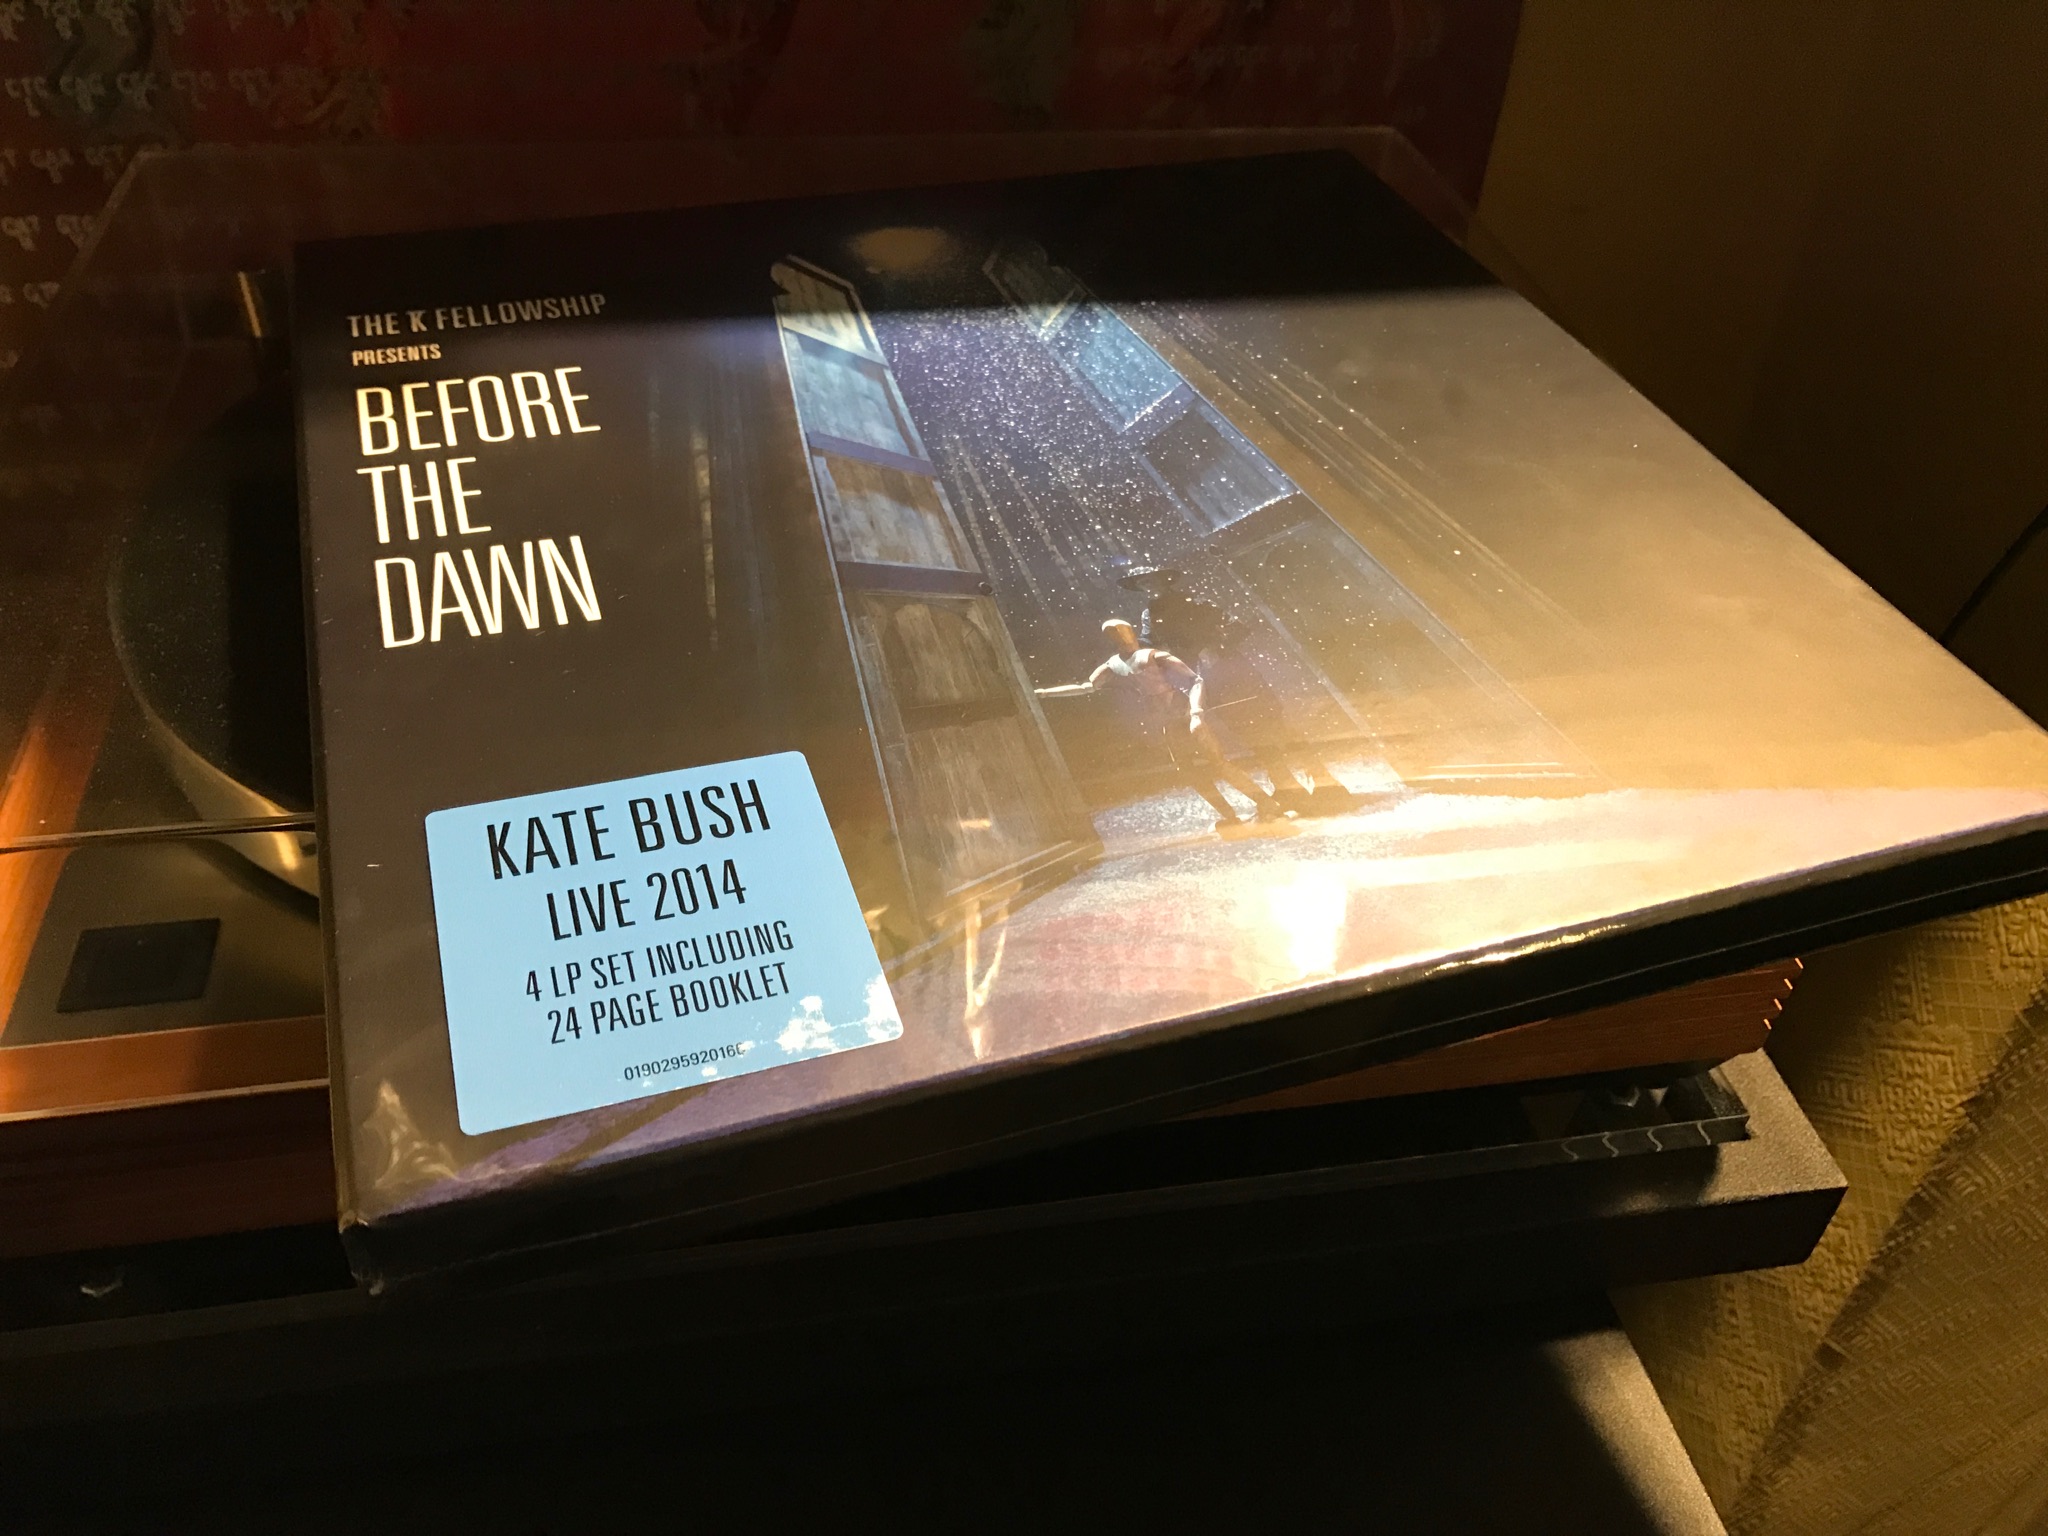 THE K FELLOWSHIP
PRESENTS
BEFORE
THE
DAWN
KATE BUSH
LIVE 2014
4 LP SET INCLUDING
24 PAGE BOOKLET